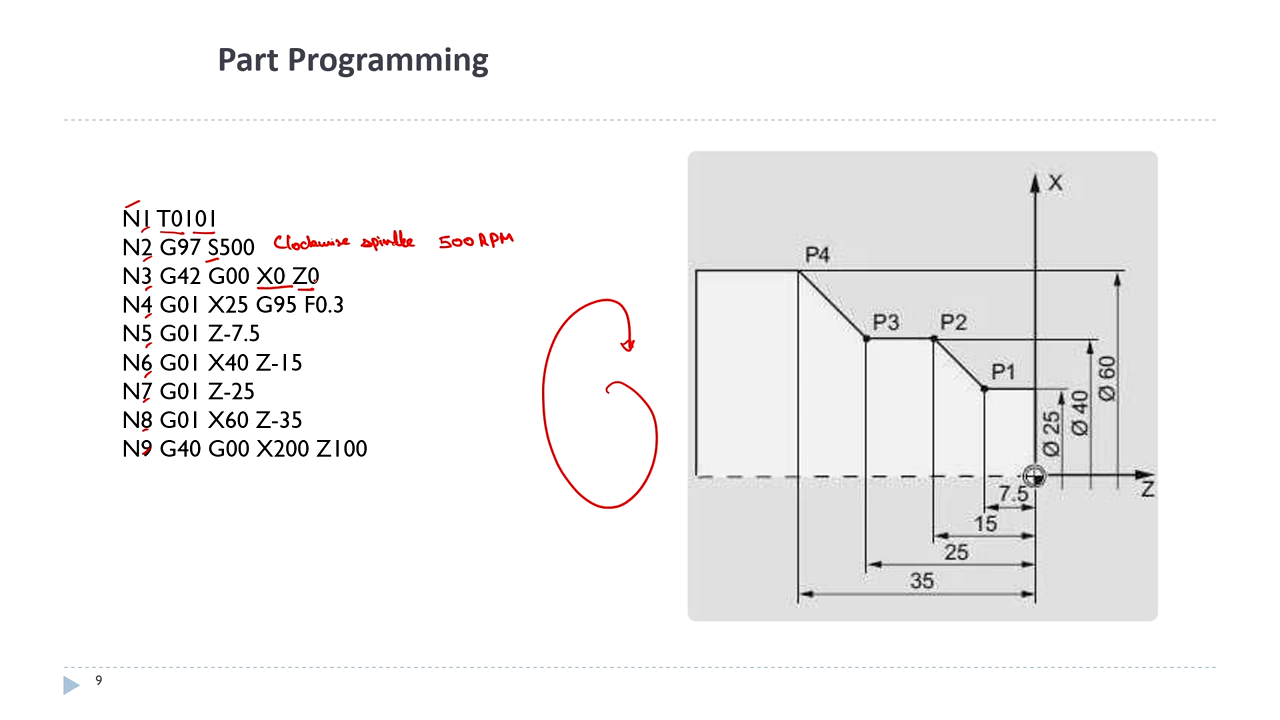 Part Programming
N1 T0101
N2 G97 S500 Clockwise spindle 500 RPM
N3 G42 G00 X0 Z0
N4 G01 X25 G95 F0.3
N5 G01 Z-7.5
N6 G01 X40 Z-15
N7 G01 Z-25
N8 G01 X60 Z-35
N9 G40 G00 X200 Z100
X
P4
P3
P2
P1
Ø 25
Ø 40
Ø 60
Z
7.5
15
25
35
9